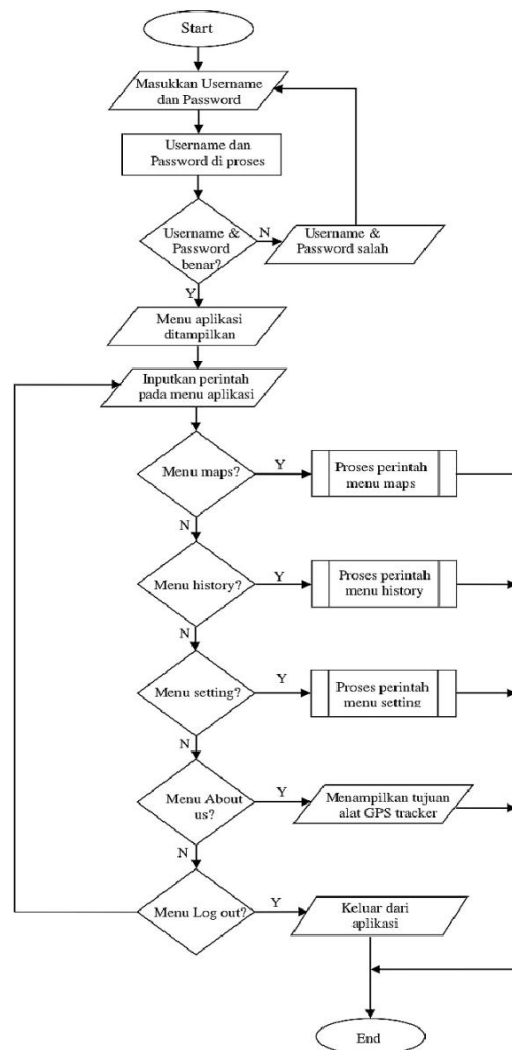 Start
Masukkan Username
dan Password
Username dan
Password di proses
Username &
Password
benar?
N
Username &
Password salah
Y
Menu aplikasi
ditampilkan
Inputkan perintah
pada menu aplikasi
Menu maps?
Y
Proses perintah
menu maps
N
Menu history?
Y
Proses perintah
menu history
N
Menu setting?
Y
Proses perintah
menu setting
N
Menu About
us?
Y
Menampilkan tujuan
alat GPS tracker
N
Menu Log out?
Y
Keluar dari
aplikasi
End